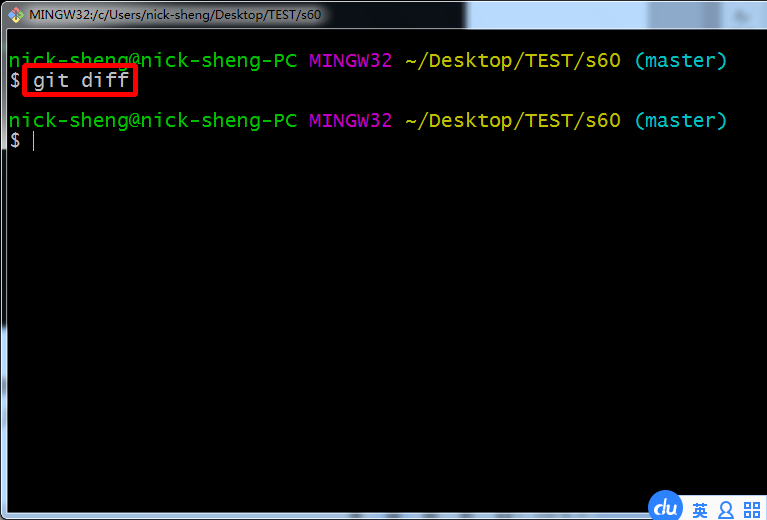 MINGW32:/c/Users/nick-sheng/Desktop/TEST/s60
nick-sheng@nick-sheng-PC MINGW32 ~/Desktop/TEST/s60 (master)
$ git diff
nick-sheng@nick-sheng-PC MINGW32 ~/Desktop/TEST/s60 (master)
$
du 英